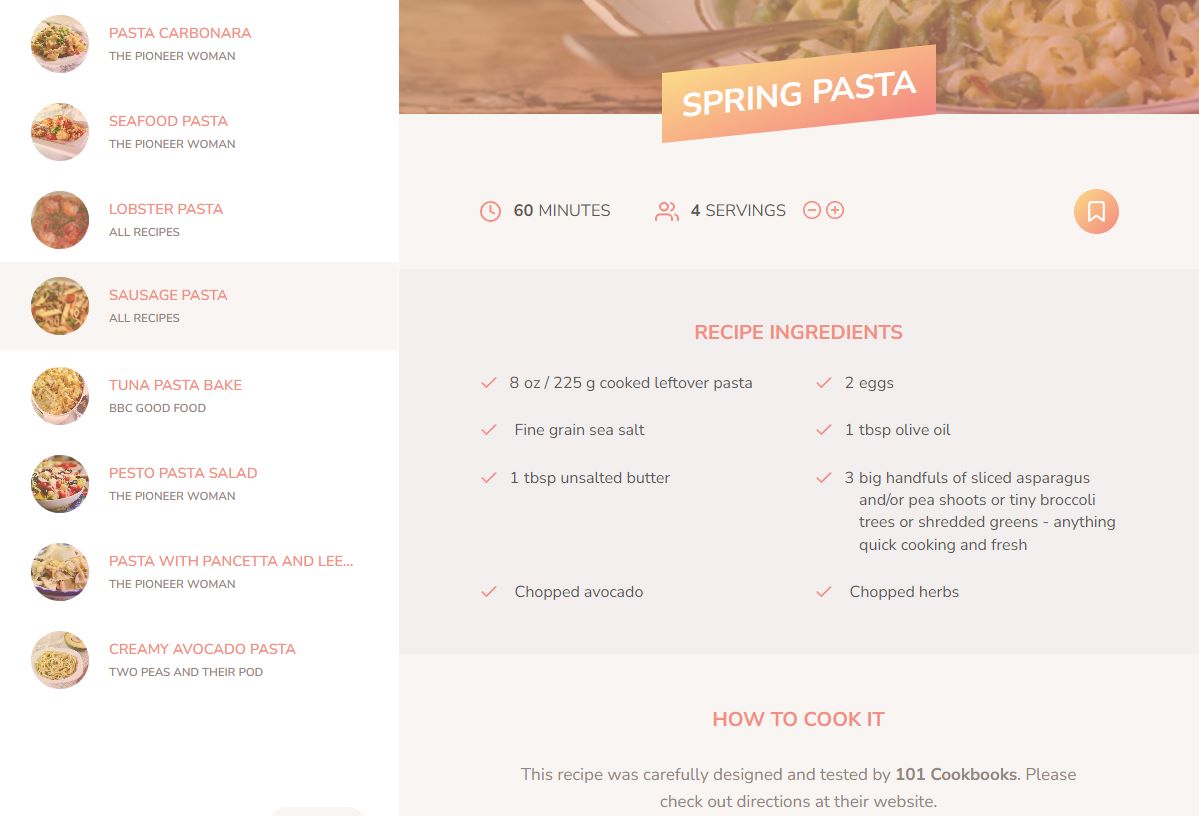 PASTA CARBONARA
THE PIONEER WOMAN
SEAFOOD PASTA
THE PIONEER WOMAN
LOBSTER PASTA
ALL RECIPES
SAUSAGE PASTA
ALL RECIPES
TUNA PASTA BAKE
BBC GOOD FOOD
PESTO PASTA SALAD
THE PIONEER WOMAN
PASTA WITH PANCETTA AND LEE...
THE PIONEER WOMAN
CREAMY AVOCADO PASTA
TWO PEAS AND THEIR POD
SPRING PASTA
60 MINUTES
4 SERVINGS
RECIPE INGREDIENTS
8 oz / 225 g cooked leftover pasta
2 eggs
Fine grain sea salt
1 tbsp olive oil
1 tbsp unsalted butter
3 big handfuls of sliced asparagus
and/or pea shoots or tiny broccoli
trees or shredded greens - anything
quick cooking and fresh
Chopped avocado
Chopped herbs
HOW TO COOK IT
This recipe was carefully designed and tested by 101 Cookbooks. Please
check out directions at their website.